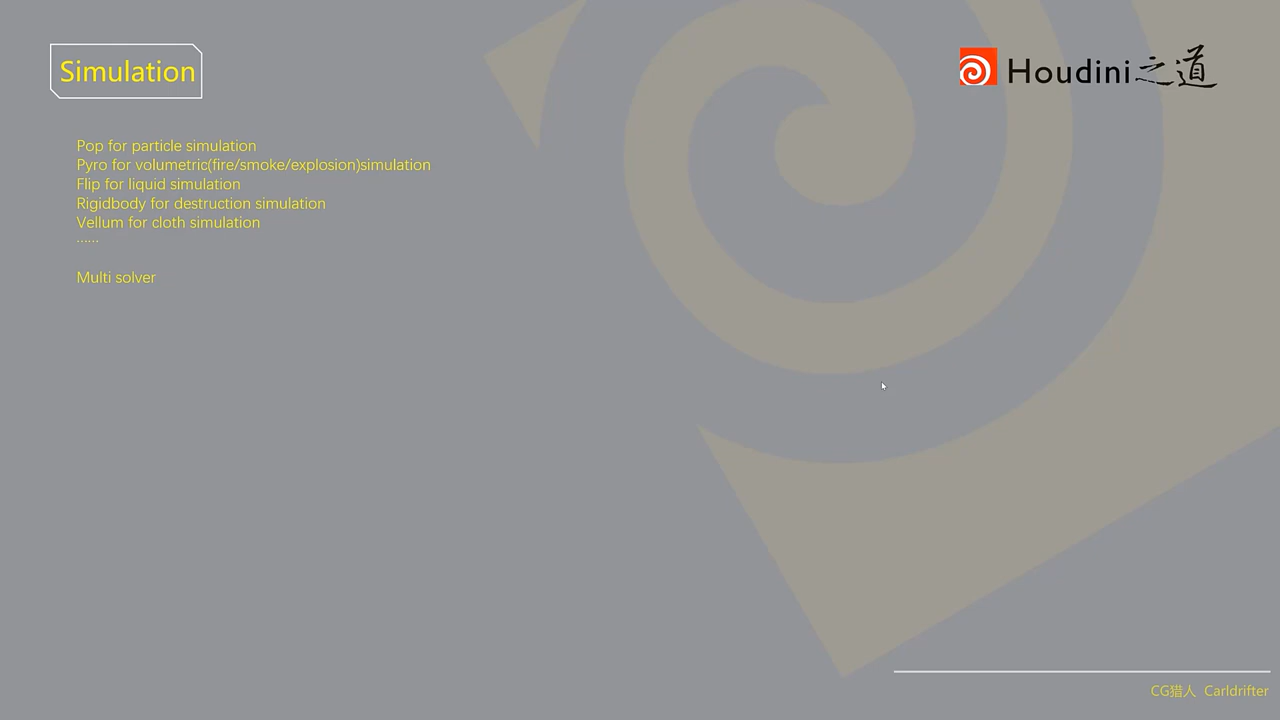 Simulation
Houdini之道
Pop for particle simulation
Pyro for volumetric(fire/smoke/explosion)simulation
Flip for liquid simulation
Rigidbody for destruction simulation
Vellum for cloth simulation
......
Multi solver
CG猎人 Carldrifter